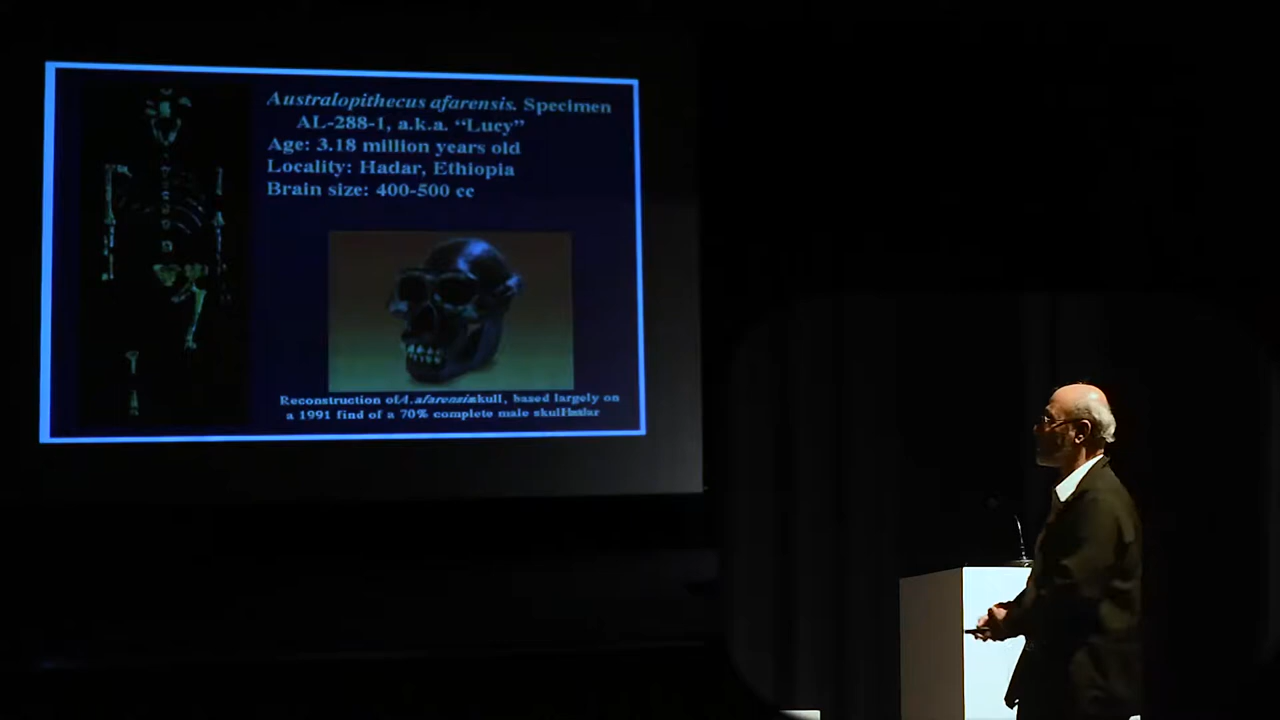 Australopithecus afarensis. Specimen
AL-288-1, a.k.a. “Lucy”
Age: 3.18 million years old
Locality: Hadar, Ethiopia
Brain size: 400-500 cc
Reconstruction of A. afarensis skull, based largely on
a 1991 find of a 70% complete male skull Hadar